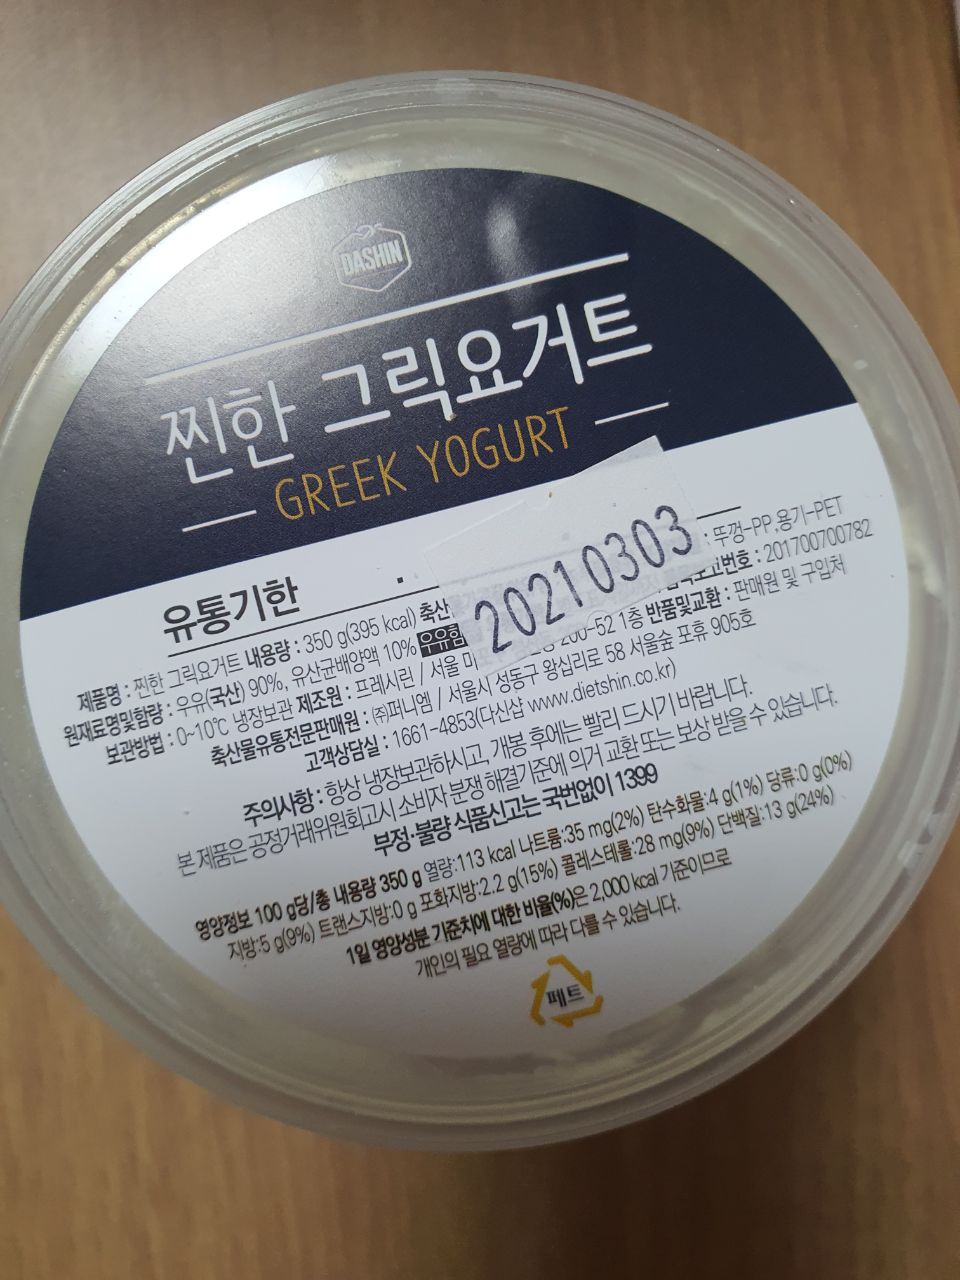 DASHIN
찐한 그릭요거트
GREEK YOGURT
20210303
유통기한
: 뚜껑-PP,용기-PET
제품명 : 찐한 그릭요거트 내용량 : 350 g(395 kcal) 축산 번호 : 201700700782
원재료명및함량 : 우유(국산) 90%, 유산균배양액 10% 우유함 200-52 1층 반품및교환 : 판매원 및 구입처
보관방법 : 0~10℃ 냉장보관 제조원 : 프레시린 / 서울
축산물유통전문판매원 : ㈜퍼니엠 / 서울시 성동구 왕십리로 58 서울숲 포휴 905호
고객상담실 : 1661-4853(다신샵 www.dietshin.co.kr)
주의사항 : 항상 냉장보관하시고, 개봉 후에는 빨리 드시기 바랍니다.
본 제품은 공정거래위원회고시 소비자 분쟁 해결기준에 의거 교환 또는 보상 받을 수 있습니다.
부정·불량 식품신고는 국번없이 1399
영양정보 100 g당/총 내용량 350 g 열량:113 kcal 나트륨:35 mg(2%) 탄수화물:4 g(1%) 당류:0 g(0%)
지방:5 g(9%) 트랜스지방:0 g 포화지방:2.2 g(15%) 콜레스테롤:28 mg(9%) 단백질:13 g(24%)
1일 영양성분 기준치에 대한 비율(%)은 2,000 kcal 기준이므로
개인의 필요 열량에 따라 다를 수 있습니다.
페트